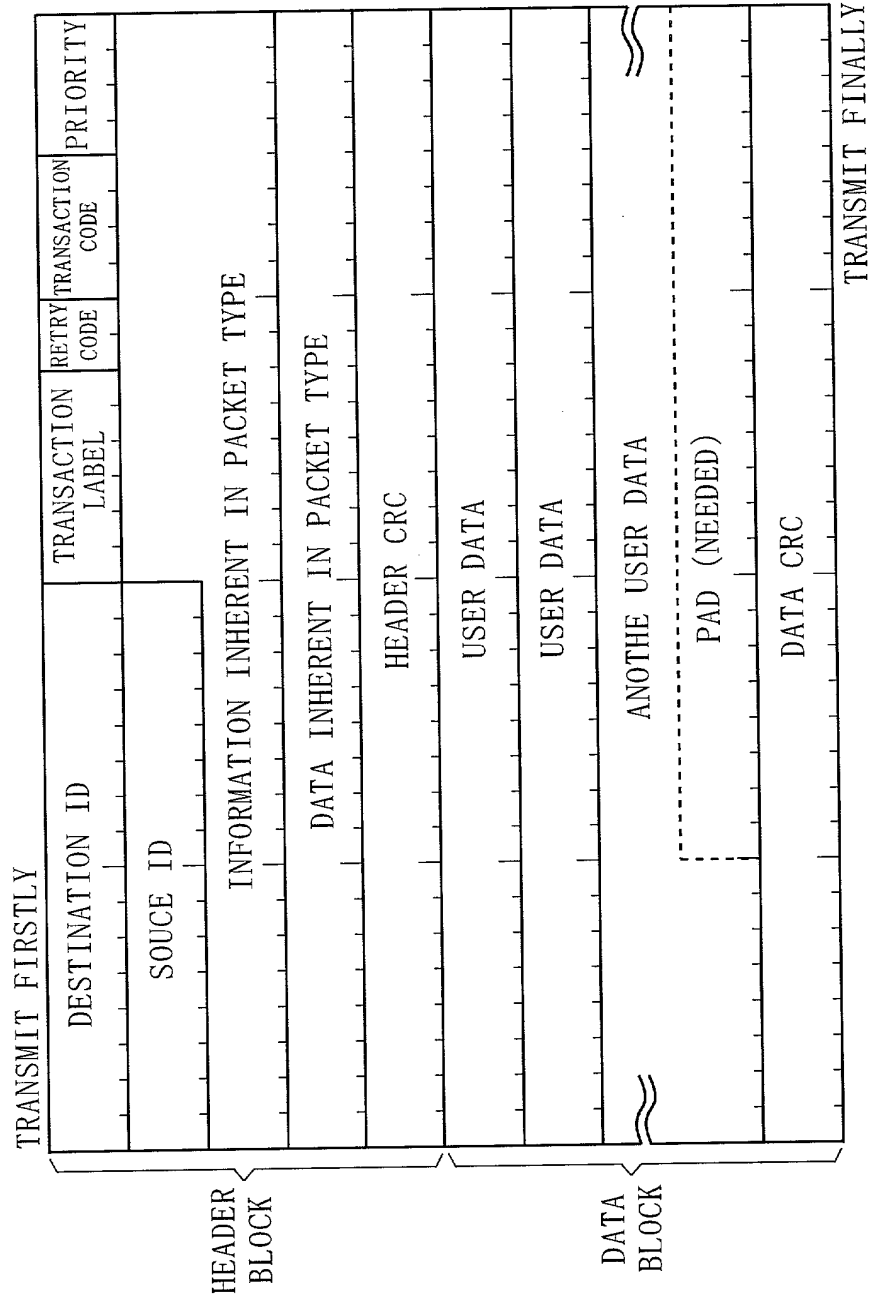 TRANSMIT FIRSTLY
DESTINATION ID
TRANSACTION
LABEL
RETRY
CODE
TRANSACTION
CODE
PRIORITY
SOUCE ID
INFORMATION INHERENT IN PACKET TYPE
DATA INHERENT IN PACKET TYPE
HEADER CRC
HEADER
BLOCK
USER DATA
USER DATA
ANOTHE USER DATA
PAD (NEEDED)
DATA CRC
DATA
BLOCK
TRANSMIT FINALLY